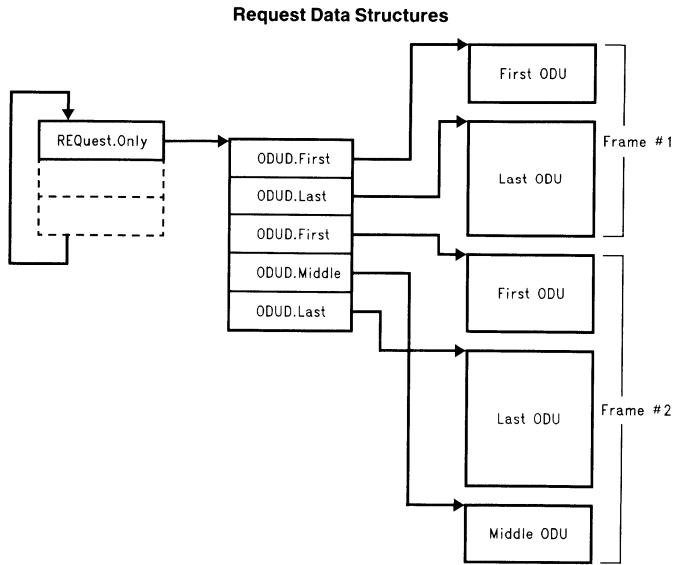 Request Data Structures
REQuest.Only
ODUD.First
ODUD.Last
ODUD.First
ODUD.Middle
ODUD.Last
First ODU
Last ODU
Frame #1
First ODU
Last ODU
Middle ODU
Frame #2